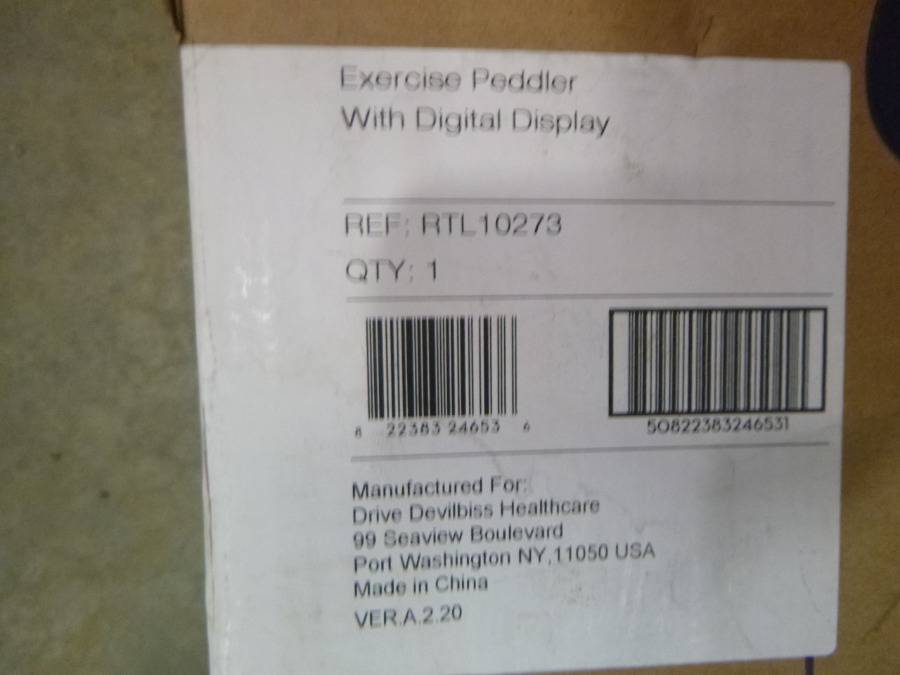 Exercise Peddler
With Digital Display
REF: RTL10273
QTY: 1
8 22383 24653 6
50822383246531
Manufactured For:
Drive Devilbiss Healthcare
99 Seaview Boulevard
Port Washington NY,11050 USA
Made in China
VER.A.2.20